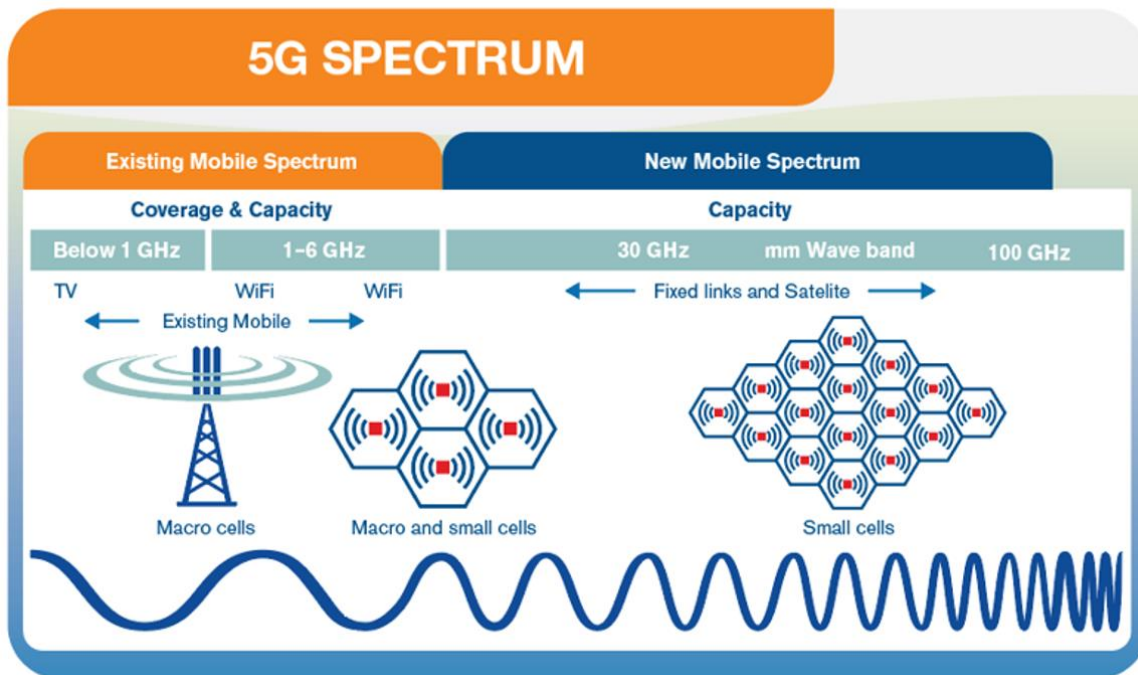 5G SPECTRUM
Existing Mobile Spectrum
New Mobile Spectrum
Coverage & Capacity
Capacity
Below 1 GHz
1–6 GHz
30 GHz
mm Wave band
100 GHz
TV
WiFi
WiFi
Fixed links and Satelite
Existing Mobile
Macro cells
Macro and small cells
Small cells